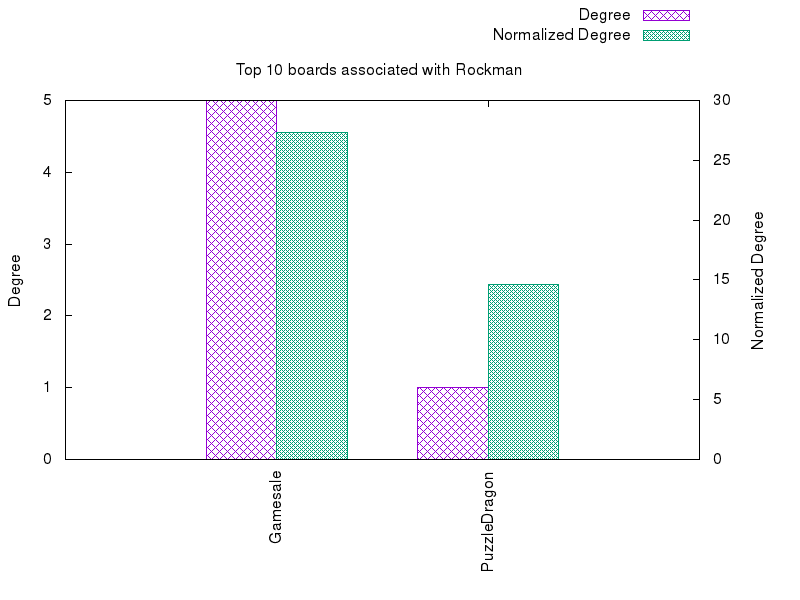 Degree
Normalized Degree
Top 10 boards associated with Rockman
5
4
3
2
1
0
30
25
20
15
10
5
0
Degree
Normalized Degree
Gamesale
PuzzleDragon